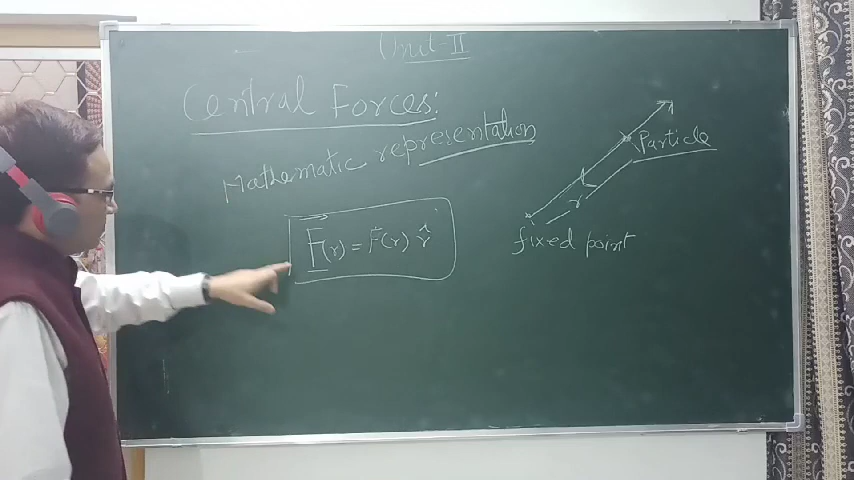 Unit-II
Central Forces:
Mathematic representation
F(r) = F(r) r̂
Particle
r
fixed point